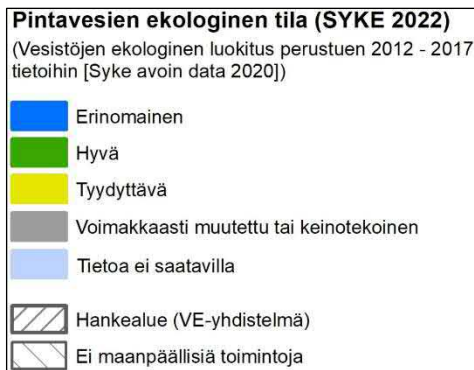 Pintavesien ekologinen tila (SYKE 2022)
(Vesistöjen ekologinen luokitus perustuen 2012 - 2017
tietoihin [Syke avoin data 2020])
Erinomainen
Hyvä
Tyydyttävä
Voimakkaasti muutettu tai keinotekoinen
Tietoa ei saatavilla
Hankealue (VE-yhdistelmä)
Ei maanpäällisiä toimintoja